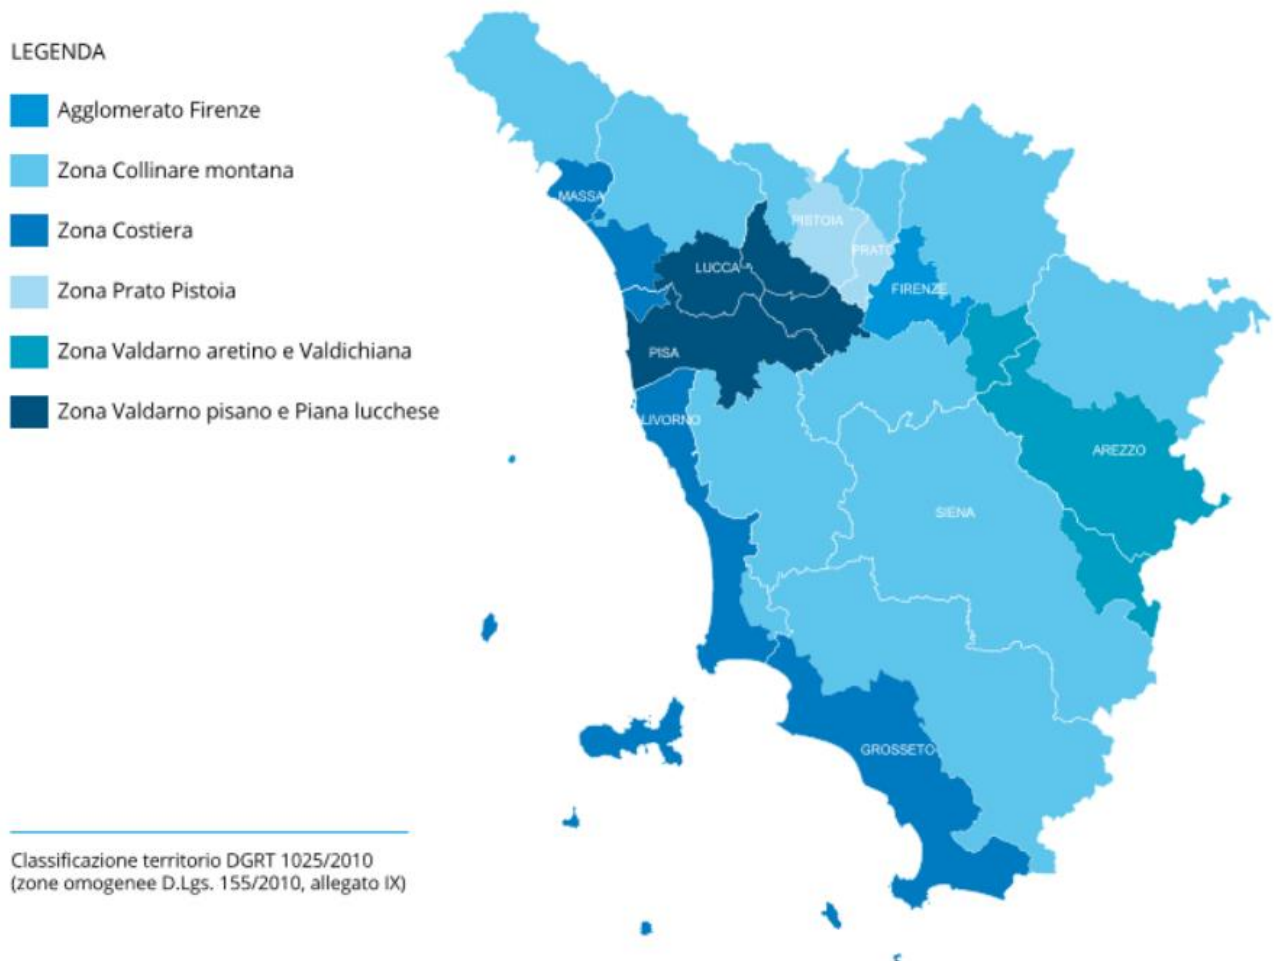 LEGENDA
Agglomerato Firenze
Zona Collinare montana
Zona Costiera
Zona Prato Pistoia
Zona Valdarno aretino e Valdichiana
Zona Valdarno pisano e Piana lucchese
MASSA
PISTOIA
PRATO
LUCCA
FIRENZE
PISA
LIVORNO
AREZZO
SIENA
GROSSETO
Classificazione territorio DGRT 1025/2010
(zone omogenee D.Lgs. 155/2010, allegato IX)